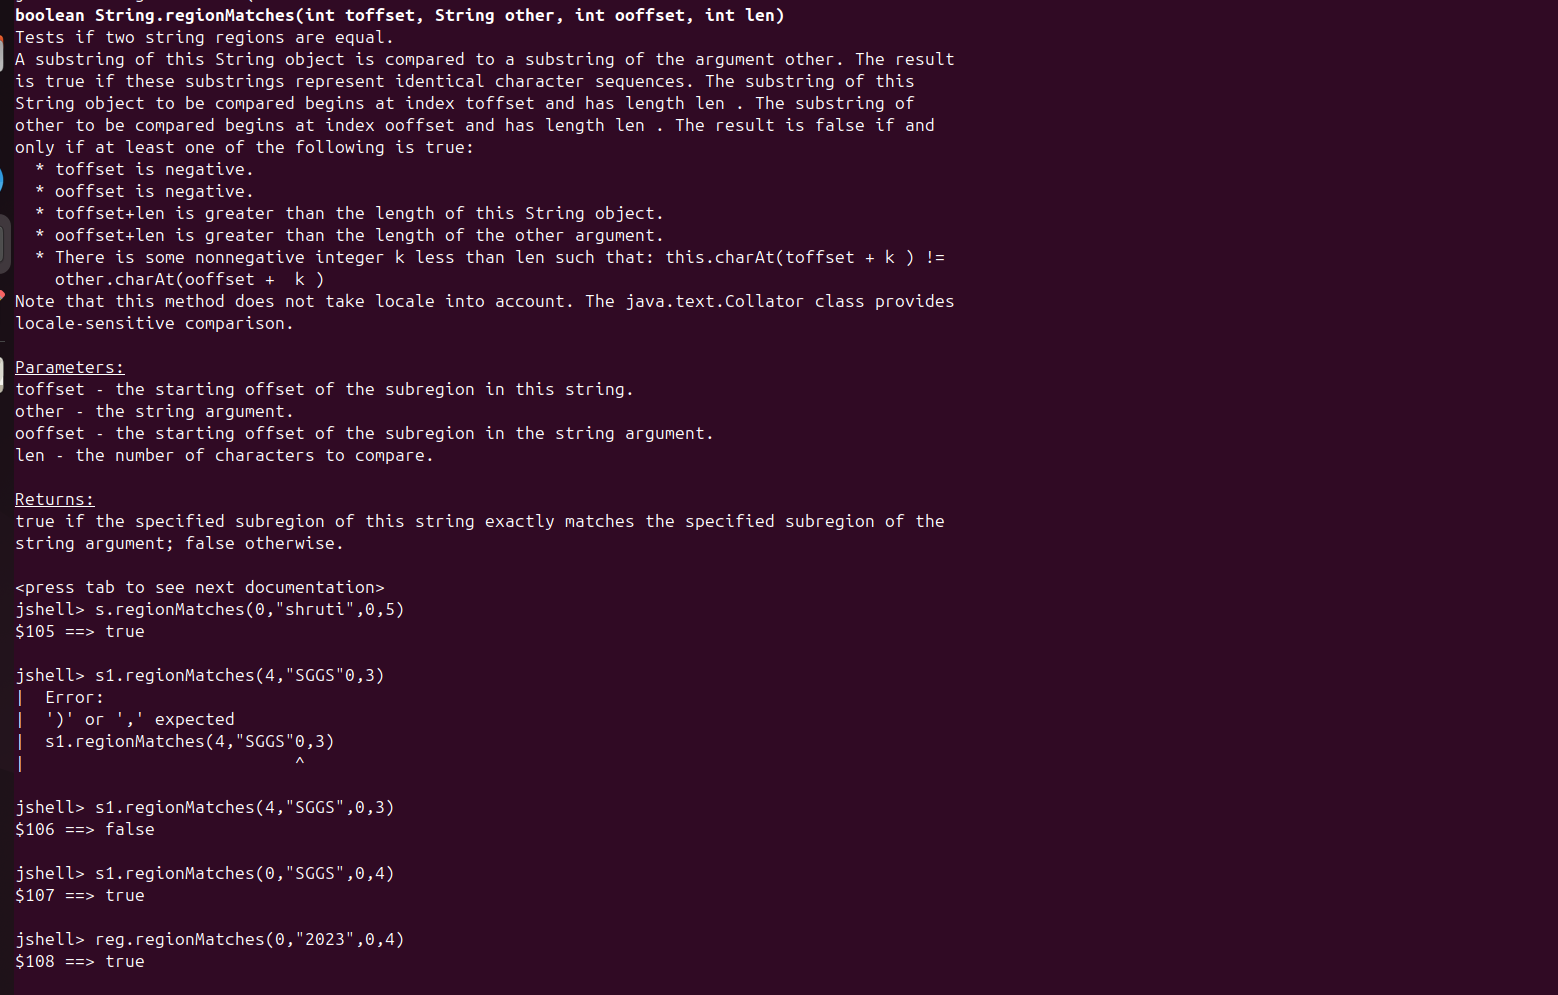 boolean String.regionMatches(int toffset, String other, int ooffset, int len)
Tests if two string regions are equal.
A substring of this String object is compared to a substring of the argument other. The result
is true if these substrings represent identical character sequences. The substring of this
String object to be compared begins at index toffset and has length len . The substring of
other to be compared begins at index ooffset and has length len . The result is false if and
only if at least one of the following is true:
  * toffset is negative.
  * ooffset is negative.
  * toffset+len is greater than the length of this String object.
  * ooffset+len is greater than the length of the other argument.
  * There is some nonnegative integer k less than len such that: this.charAt(toffset + k ) !=
    other.charAt(ooffset +  k )
Note that this method does not take locale into account. The java.text.Collator class provides
locale-sensitive comparison.

Parameters:
toffset - the starting offset of the subregion in this string.
other - the string argument.
ooffset - the starting offset of the subregion in the string argument.
len - the number of characters to compare.

Returns:
true if the specified subregion of this string exactly matches the specified subregion of the
string argument; false otherwise.

<press tab to see next documentation>
jshell> s.regionMatches(0,"shruti",0,5)
$105 ==> true

jshell> s1.regionMatches(4,"SGGS"0,3)
|  Error:
|  ')' or ',' expected
|  s1.regionMatches(4,"SGGS"0,3)
|                           ^

jshell> s1.regionMatches(4,"SGGS",0,3)
$106 ==> false

jshell> s1.regionMatches(0,"SGGS",0,4)
$107 ==> true

jshell> reg.regionMatches(0,"2023",0,4)
$108 ==> true